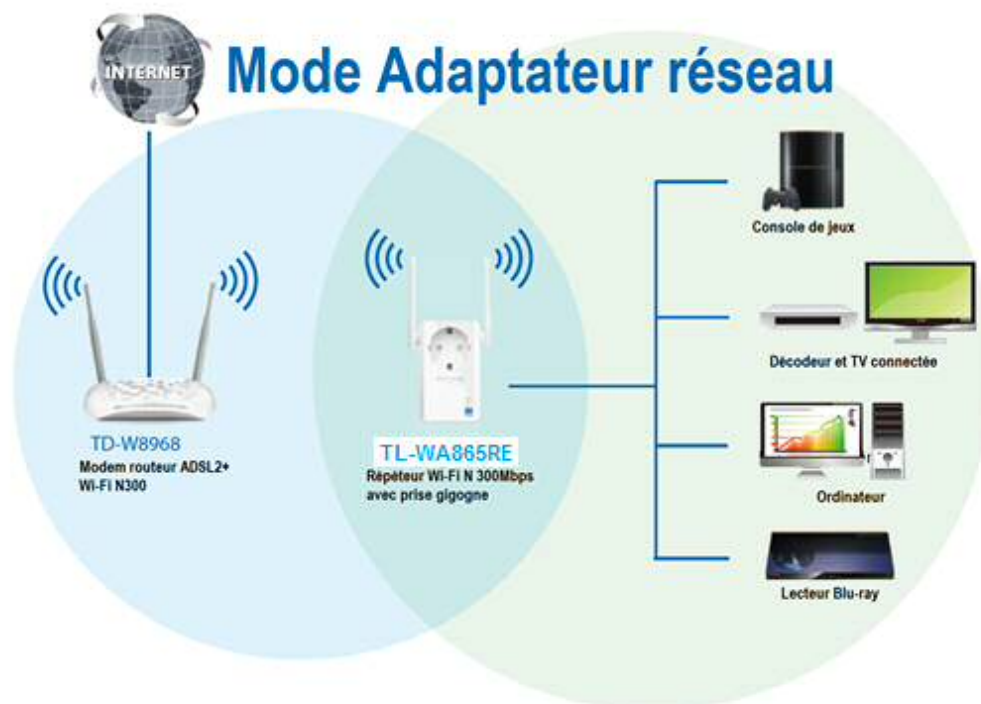 INTERNET
Mode Adaptateur réseau
Console de jeux
Décodeur et TV connectée
TD-W8968
Modem routeur ADSL2+
Wi-Fi N300
TL-WA865RE
Répéteur Wi-Fi N 300Mbps
avec prise gigogne
Ordinateur
Lecteur Blu-ray